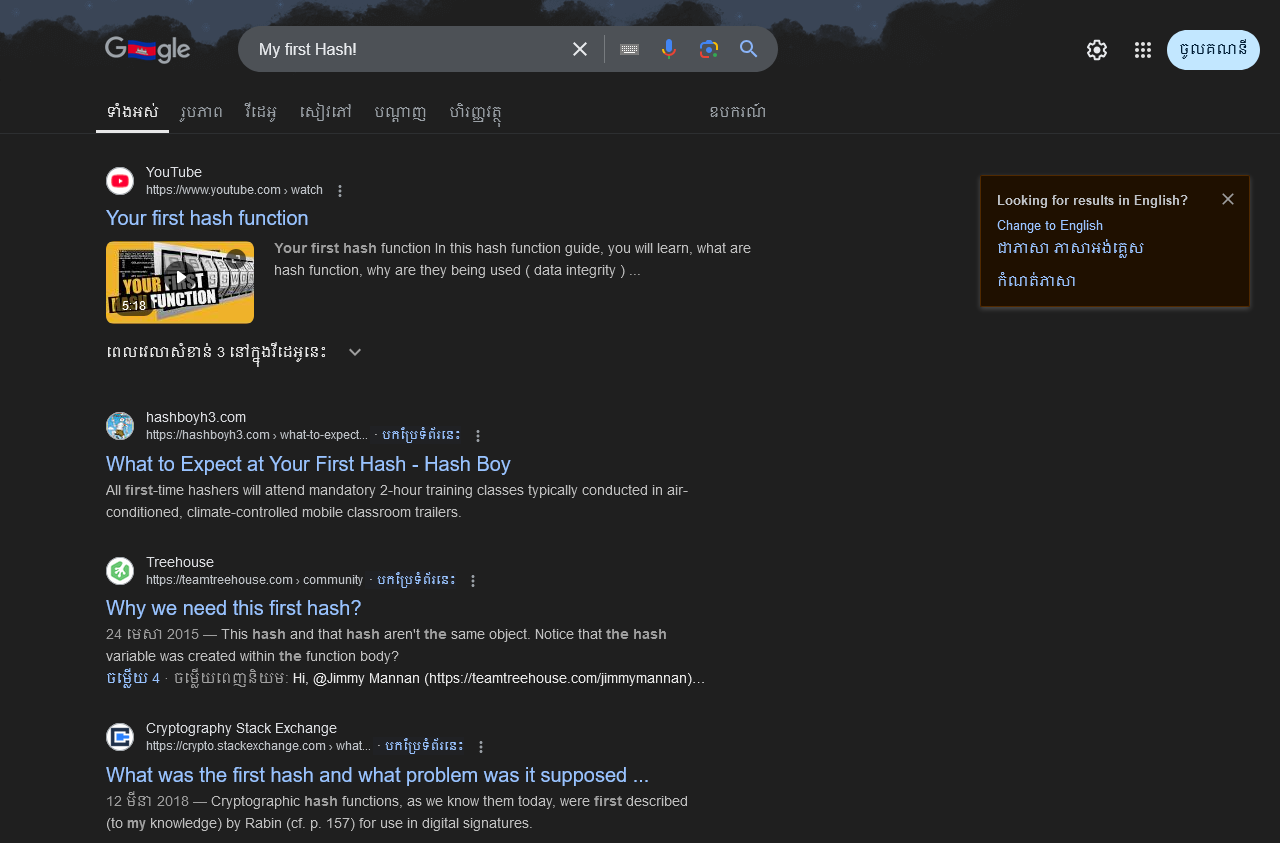 Google
My first Hash!
ចូលគណនី
ទាំងអស់ រូបភាព វីដេអូ សៀវភៅ បណ្ដាញ ហិរញ្ញវត្ថុ ឧបករណ៍
YouTube
https://www.youtube.com › watch
Your first hash function
Your first hash function In this hash function guide, you will learn, what are
hash function, why are they being used ( data integrity ) ...
YOUR FIRST
HASH FUNCTION
5:18
ពេលវេលាសំខាន់ 3 នៅក្នុងវីដេអូនេះ
Looking for results in English?
Change to English
ជាភាសា ភាសាអង់គ្លេស
កំណត់ភាសា
hashboyh3.com
https://hashboyh3.com › what-to-expect... · បកប្រែទំព័រនេះ
What to Expect at Your First Hash - Hash Boy
All first-time hashers will attend mandatory 2-hour training classes typically conducted in air-
conditioned, climate-controlled mobile classroom trailers.
Treehouse
https://teamtreehouse.com › community · បកប្រែទំព័រនេះ
Why we need this first hash?
24 មេសា 2015 — This hash and that hash aren't the same object. Notice that the hash
variable was created within the function body?
ចម្លើយ 4 · ចម្លើយពេញនិយម: Hi, @Jimmy Mannan (https://teamtreehouse.com/jimmymannan)...
Cryptography Stack Exchange
https://crypto.stackexchange.com › what... · បកប្រែទំព័រនេះ
What was the first hash and what problem was it supposed ...
12 មីនា 2018 — Cryptographic hash functions, as we know them today, were first described
(to my knowledge) by Rabin (cf. p. 157) for use in digital signatures.